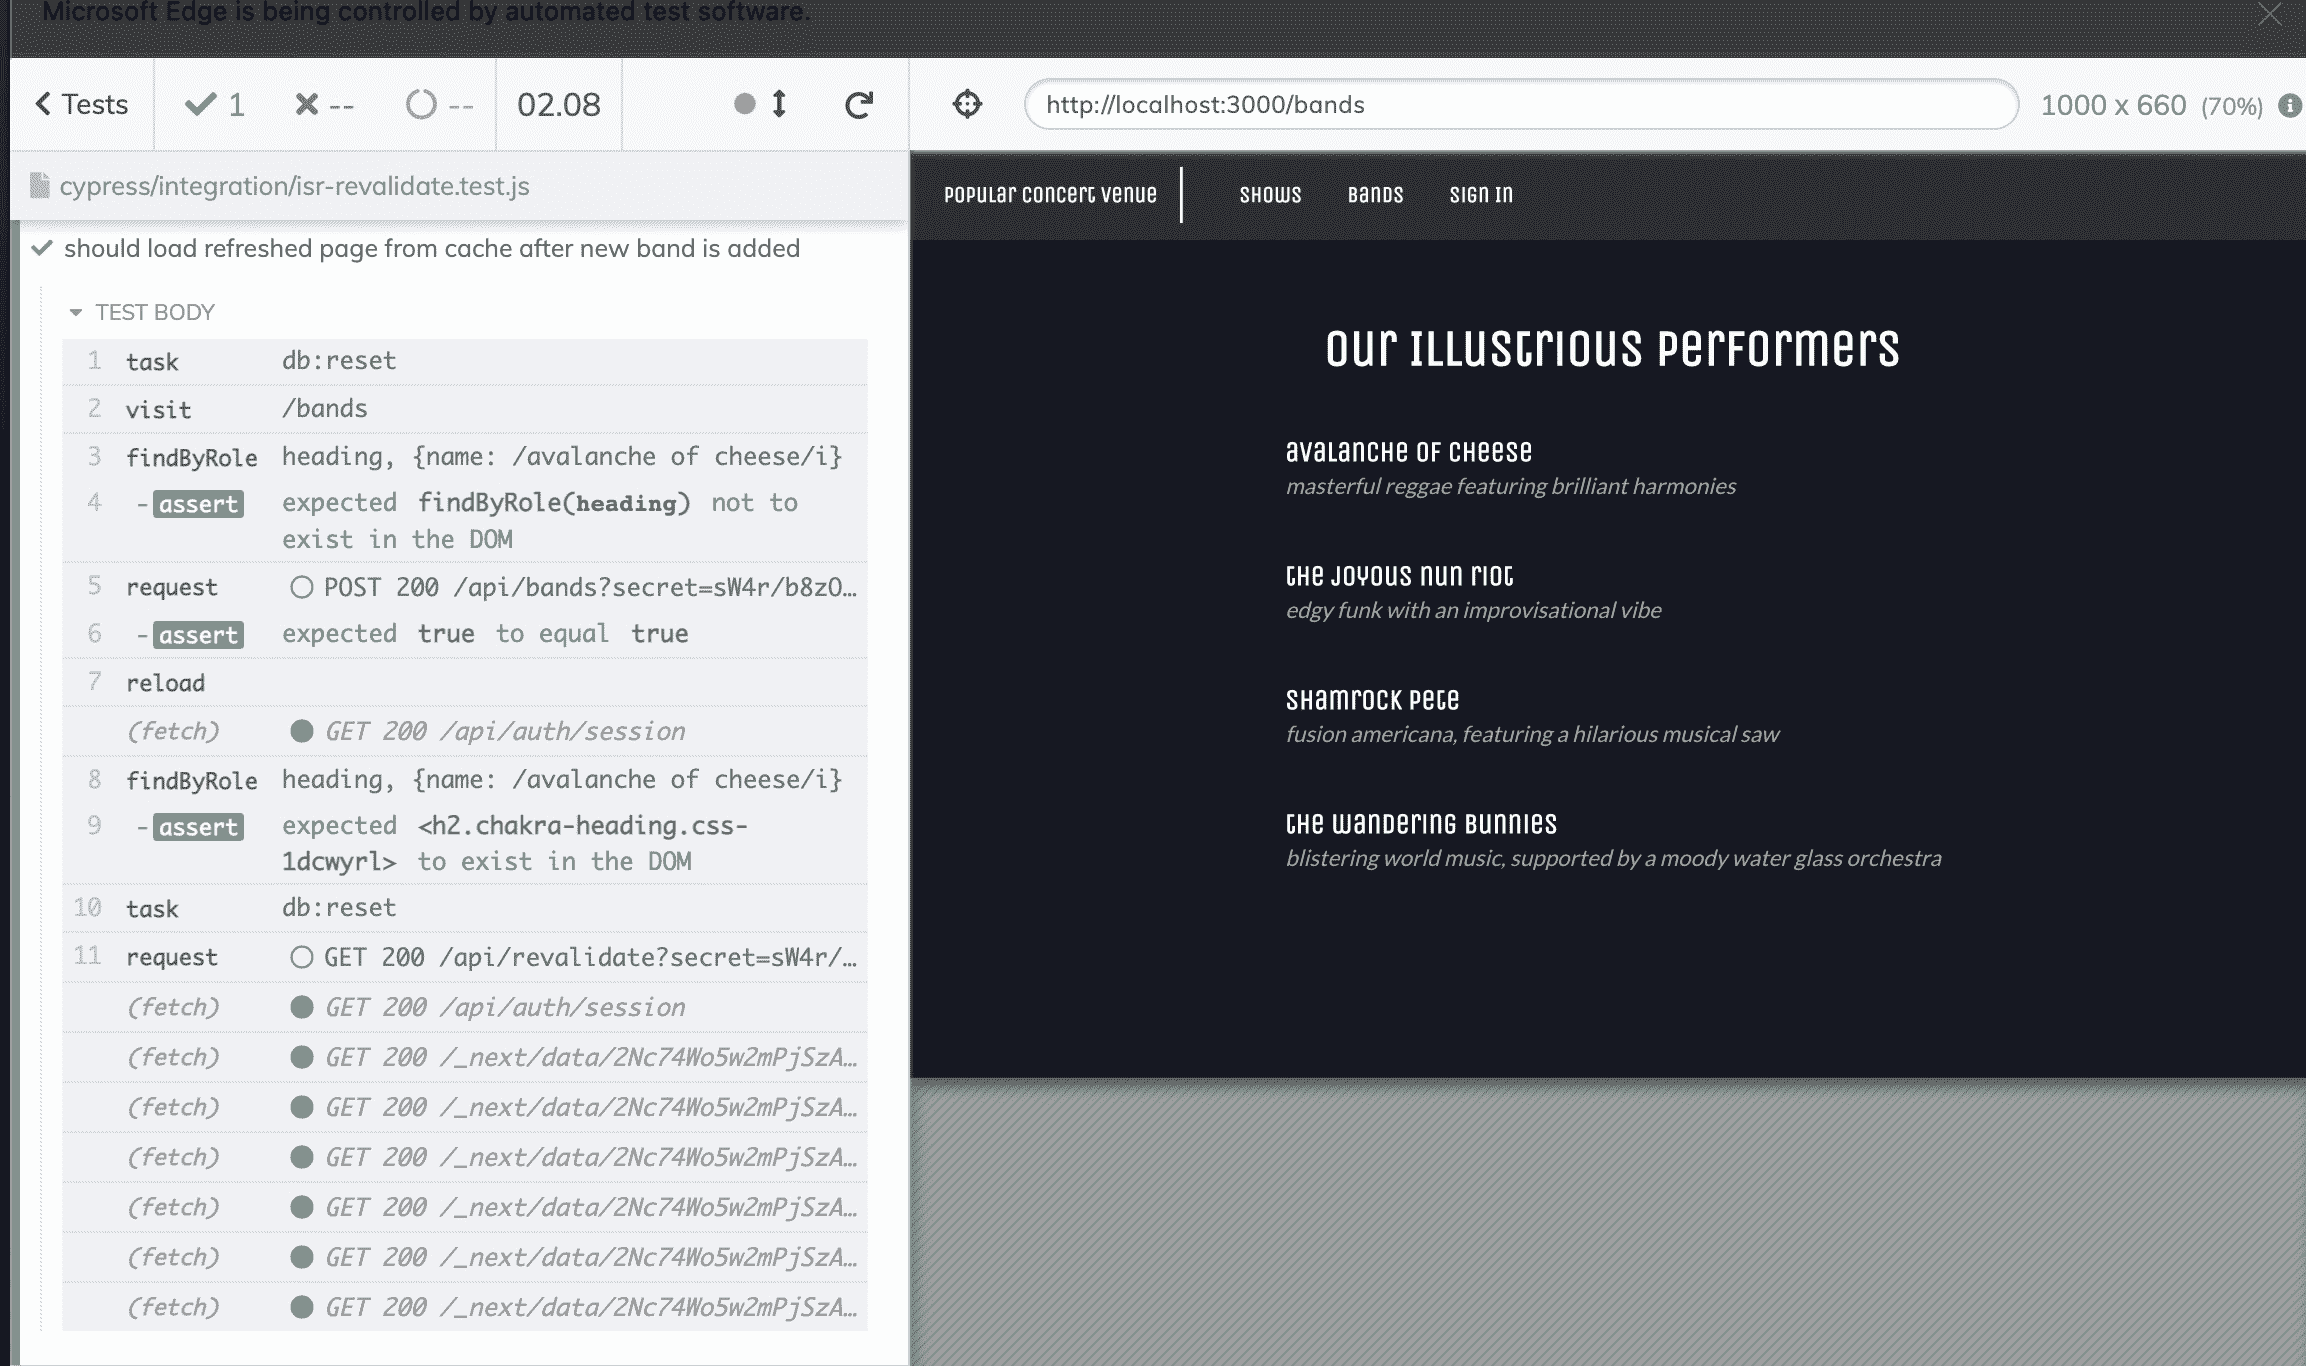 Microsoft Edge is being controlled by automated test software.
Tests 1 -- -- 02.08
http://localhost:3000/bands 1000 x 660 (70%)
cypress/integration/isr-revalidate.test.js
should load refreshed page from cache after new band is added
TEST BODY
1 task db:reset
2 visit /bands
3 findByRole heading, {name: /avalanche of cheese/i}
4 -assert expected findByRole(heading) not to
exist in the DOM
5 request POST 200 /api/bands?secret=sW4r/b8zO…
6 -assert expected true to equal true
7 reload
(fetch) GET 200 /api/auth/session
8 findByRole heading, {name: /avalanche of cheese/i}
9 -assert expected <h2.chakra-heading.css-
1dcwyrl> to exist in the DOM
10 task db:reset
11 request GET 200 /api/revalidate?secret=sW4r/…
(fetch) GET 200 /api/auth/session
(fetch) GET 200 /_next/data/2Nc74Wo5w2mPjSzA…
(fetch) GET 200 /_next/data/2Nc74Wo5w2mPjSzA…
(fetch) GET 200 /_next/data/2Nc74Wo5w2mPjSzA…
(fetch) GET 200 /_next/data/2Nc74Wo5w2mPjSzA…
(fetch) GET 200 /_next/data/2Nc74Wo5w2mPjSzA…
(fetch) GET 200 /_next/data/2Nc74Wo5w2mPjSzA…
Popular Concert Venue Shows Bands Sign in
Our Illustrious Performers
Avalanche of Cheese
masterful reggae featuring brilliant harmonies
The Joyous Nun Riot
edgy funk with an improvisational vibe
Shamrock Pete
fusion americana, featuring a hilarious musical saw
The Wandering Bunnies
blistering world music, supported by a moody water glass orchestra